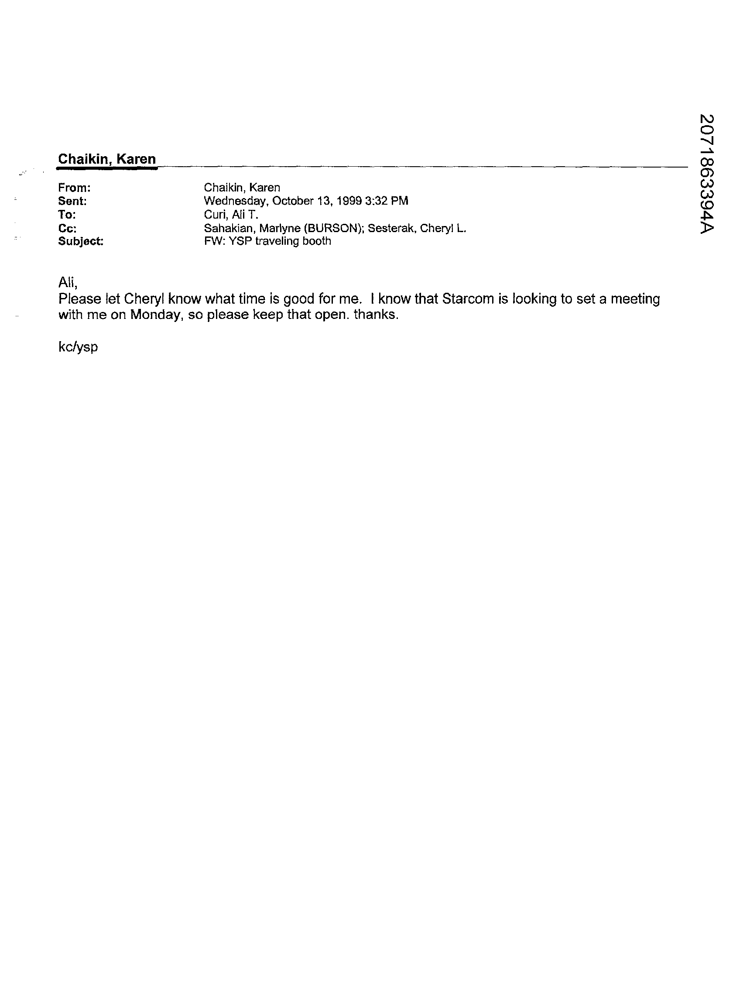 Chaikin, Karen
From: Chaikin, Karen
Sent: Wednesday, October 13, 1999 3:32 PM
To: Curi, Ali T.
Cc: Sahakian, Marlyne (BURSON); Sesterak, Cheryl L.
Subject: FW: YSP traveling booth
Ali,
Please let Cheryl know what time is good for me.  I know that Starcom is looking to set a meeting
with me on Monday, so please keep that open. thanks.
kc/ysp
2071863394A